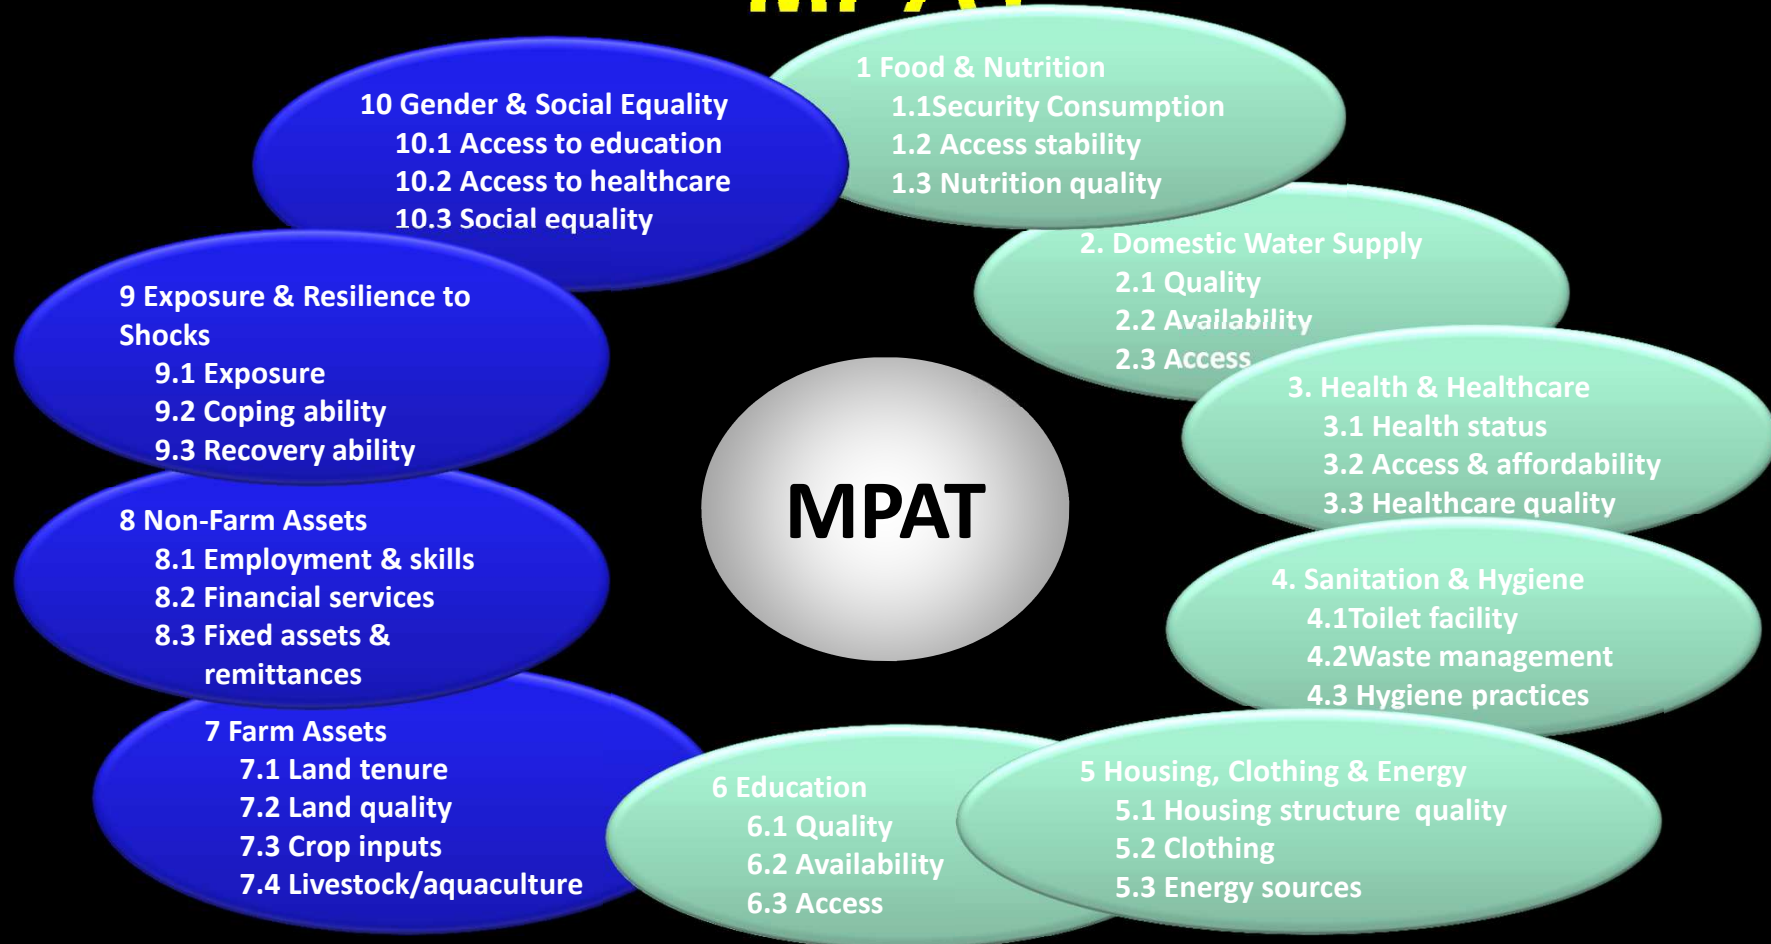 1 Food & Nutrition
1.1Security Consumption
1.2 Access stability
1.3 Nutrition quality
2. Domestic Water Supply
2.1 Quality
2.2 Availability
2.3 Access
3. Health & Healthcare
3.1 Health status
3.2 Access & affordability
3.3 Healthcare quality
4. Sanitation & Hygiene
4.1Toilet facility
4.2Waste management
4.3 Hygiene practices
5 Housing, Clothing & Energy
5.1 Housing structure quality
5.2 Clothing
5.3 Energy sources
6 Education
6.1 Quality
6.2 Availability
6.3 Access
7 Farm Assets
7.1 Land tenure
7.2 Land quality
7.3 Crop inputs
7.4 Livestock/aquaculture
8 Non-Farm Assets
8.1 Employment & skills
8.2 Financial services
8.3 Fixed assets &
remittances
9 Exposure & Resilience to
Shocks
9.1 Exposure
9.2 Coping ability
9.3 Recovery ability
10 Gender & Social Equality
10.1 Access to education
10.2 Access to healthcare
10.3 Social equality
MPAT